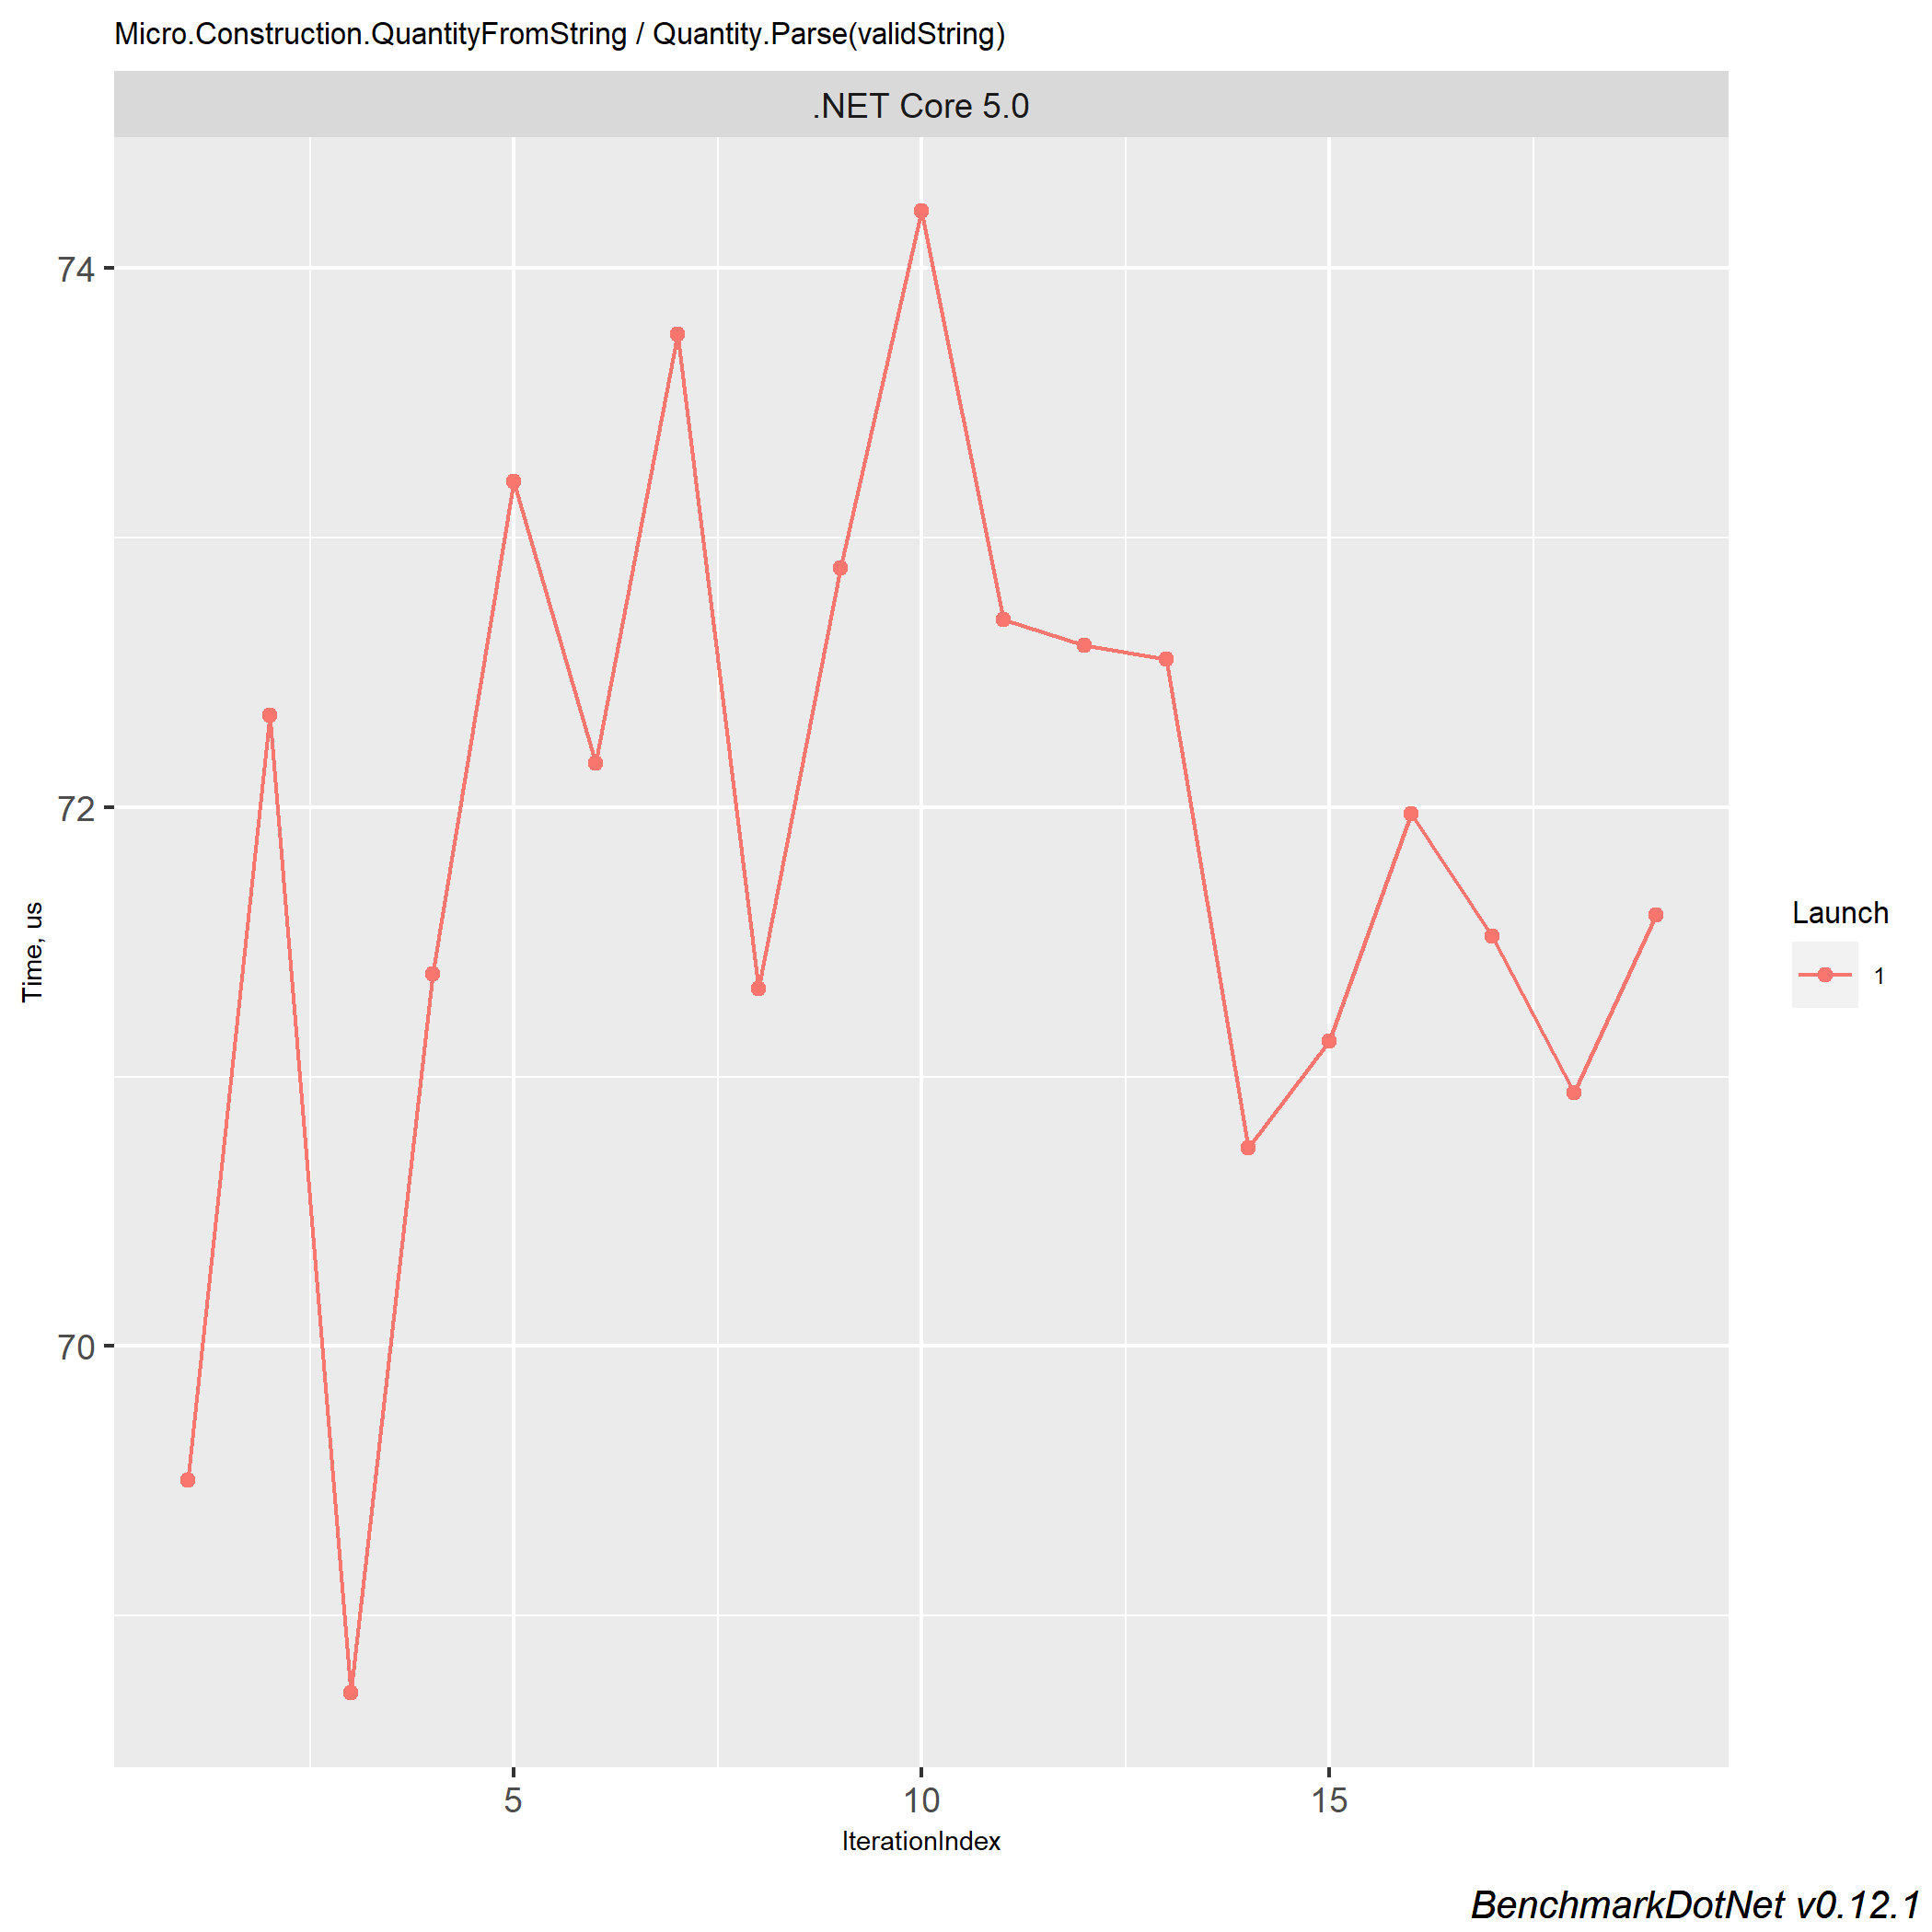 Micro.Construction.QuantityFromString / Quantity.Parse(validString)
.NET Core 5.0
74
72
70
Time, us
5
10
15
IterationIndex
Launch
1
BenchmarkDotNet v0.12.1